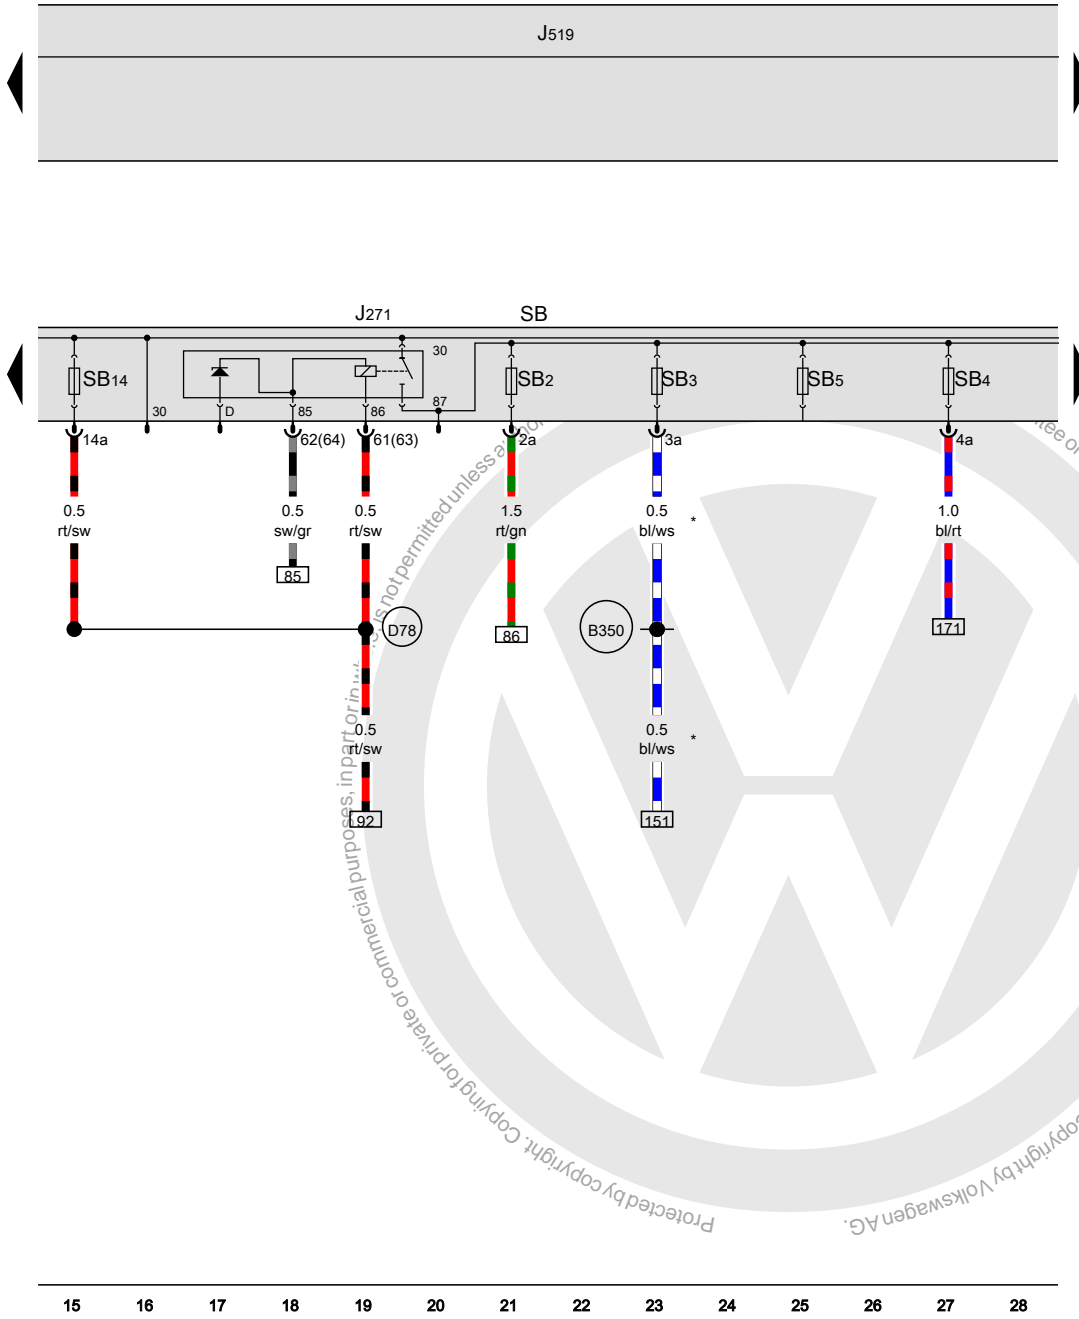 J519
J271 SB
30
SB14 SB2 SB3 SB5 SB4
87
30 D 85 86
14a 62(64) 61(63) 2a 3a 4a
0.5 0.5 0.5 1.5 0.5 1.0
rt/sw sw/gr rt/sw rt/gn bl/ws * bl/rt
85
D78 86 B350 171
0.5 0.5
rt/sw bl/ws *
92 151
Protected by copyright. Copying for private or commercial purposes, in part or in
is not permitted unless
Copyright by Volkswagen AG.
15 16 17 18 19 20 21 22 23 24 25 26 27 28